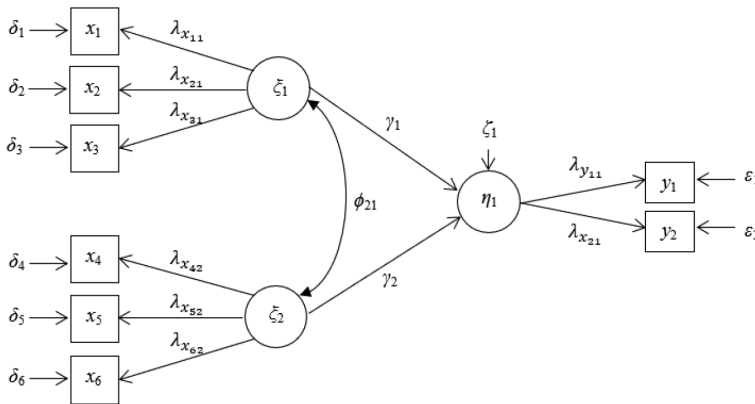 δ₁ x₁ λₓ₁₁
δ₂ x₂ λₓ₂₁
δ₃ x₃ λₓ₃₁
ξ₁
γ₁
ζ₁
η₁
λ_y₁₁
y₁ ε
λₓ₂₁
y₂ ε
ϕ₂₁
γ₂
δ₄ x₄ λₓ₄₂
δ₅ x₅ λₓ₅₂
δ₆ x₆ λₓ₆₂
ξ₂